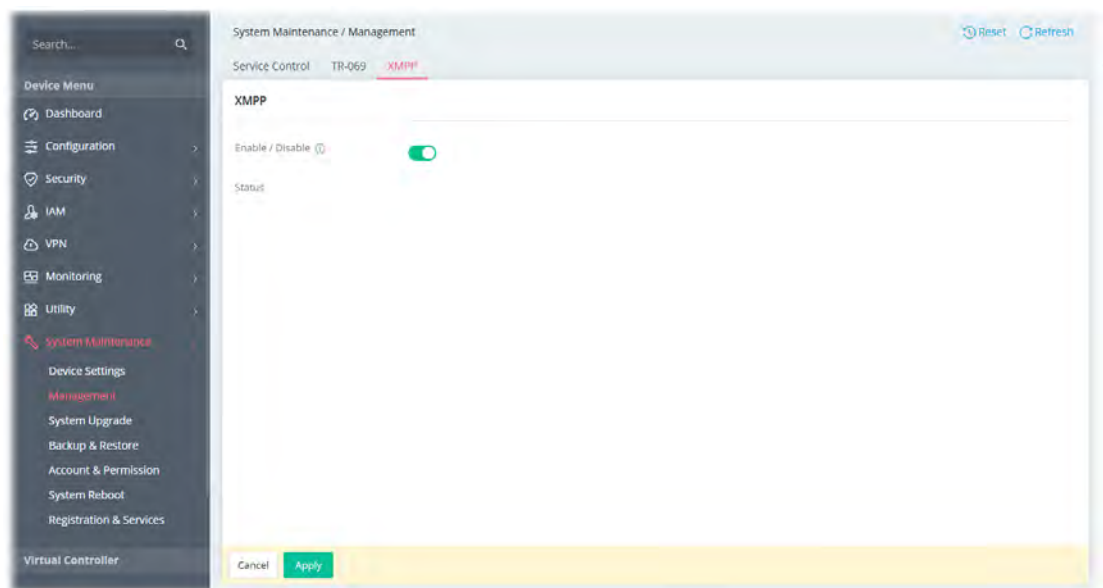 Search...
Device Menu
Dashboard
Configuration
Security
IAM
VPN
Monitoring
Utility
System Maintenance
Device Settings
Management
System Upgrade
Backup & Restore
Account & Permission
System Reboot
Registration & Services
Virtual Controller
System Maintenance / Management
Reset Refresh
Service Control TR-069 XMPP
XMPP
Enable / Disable
Status
Cancel Apply